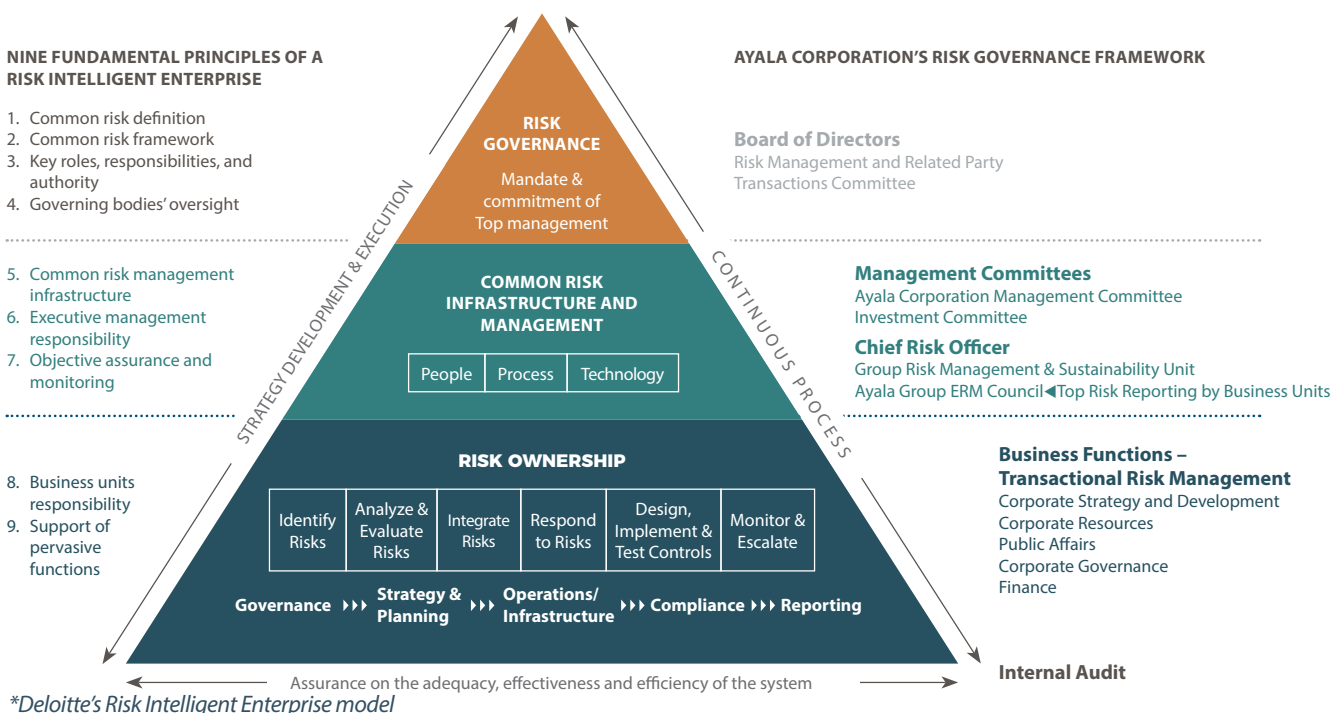 NINE FUNDAMENTAL PRINCIPLES OF A
RISK INTELLIGENT ENTERPRISE
1. Common risk definition
2. Common risk framework
3. Key roles, responsibilities, and
authority
4. Governing bodies' oversight
5. Common risk management
infrastructure
6. Executive management
responsibility
7. Objective assurance and
monitoring
8. Business units
responsibility
9. Support of
pervasive
functions
STRATEGY DEVELOPMENT & EXECUTION
RISK
GOVERNANCE
Mandate &
commitment of
Top management
COMMON RISK
INFRASTRUCTURE AND
MANAGEMENT
People
Process
Technology
RISK OWNERSHIP
Identify
Risks
Analyze &
Evaluate
Risks
Integrate
Risks
Respond
to Risks
Design,
Implement &
Test Controls
Monitor &
Escalate
Governance
Strategy &
Planning
Operations/
Infrastructure
Compliance
Reporting
CONTINUOUS PROCESS
AYALA CORPORATION'S RISK GOVERNANCE FRAMEWORK
Board of Directors
Risk Management and Related Party
Transactions Committee
Management Committees
Ayala Corporation Management Committee
Investment Committee
Chief Risk Officer
Group Risk Management & Sustainability Unit
Ayala Group ERM Council◀Top Risk Reporting by Business Units
Business Functions –
Transactional Risk Management
Corporate Strategy and Development
Corporate Resources
Public Affairs
Corporate Governance
Finance
Internal Audit
Assurance on the adequacy, effectiveness and efficiency of the system
*Deloitte's Risk Intelligent Enterprise model